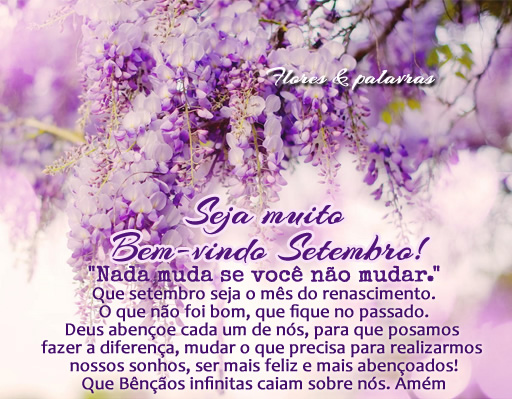 Flores & palavras
Seja muito
Bem-vindo Setembro!
"Nada muda se você não mudar."
Que setembro seja o mês do renascimento.
O que não foi bom, que fique no passado.
Deus abençoe cada um de nós, para que posamos
fazer a diferença, mudar o que precisa para realizarmos
nossos sonhos, ser mais feliz e mais abençoados!
Que Bênçãos infinitas caiam sobre nós. Amém